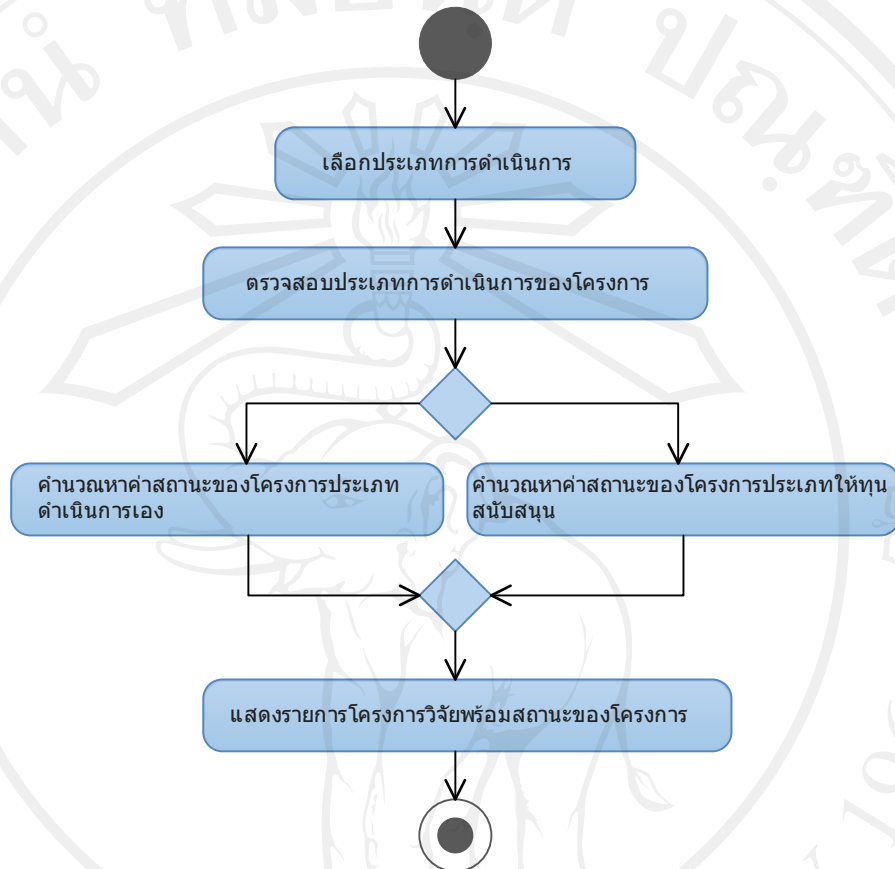 เลือกประเภทการดำเนินการ
ตรวจสอบประเภทการดำเนินการของโครงการ
คำนวณหาค่าสถานะของโครงการประเภท
ดำเนินการเอง
คำนวณหาค่าสถานะของโครงการประเภทให้ทุน
สนับสนุน
แสดงรายการโครงการวิจัยพร้อมสถานะของโครงการ